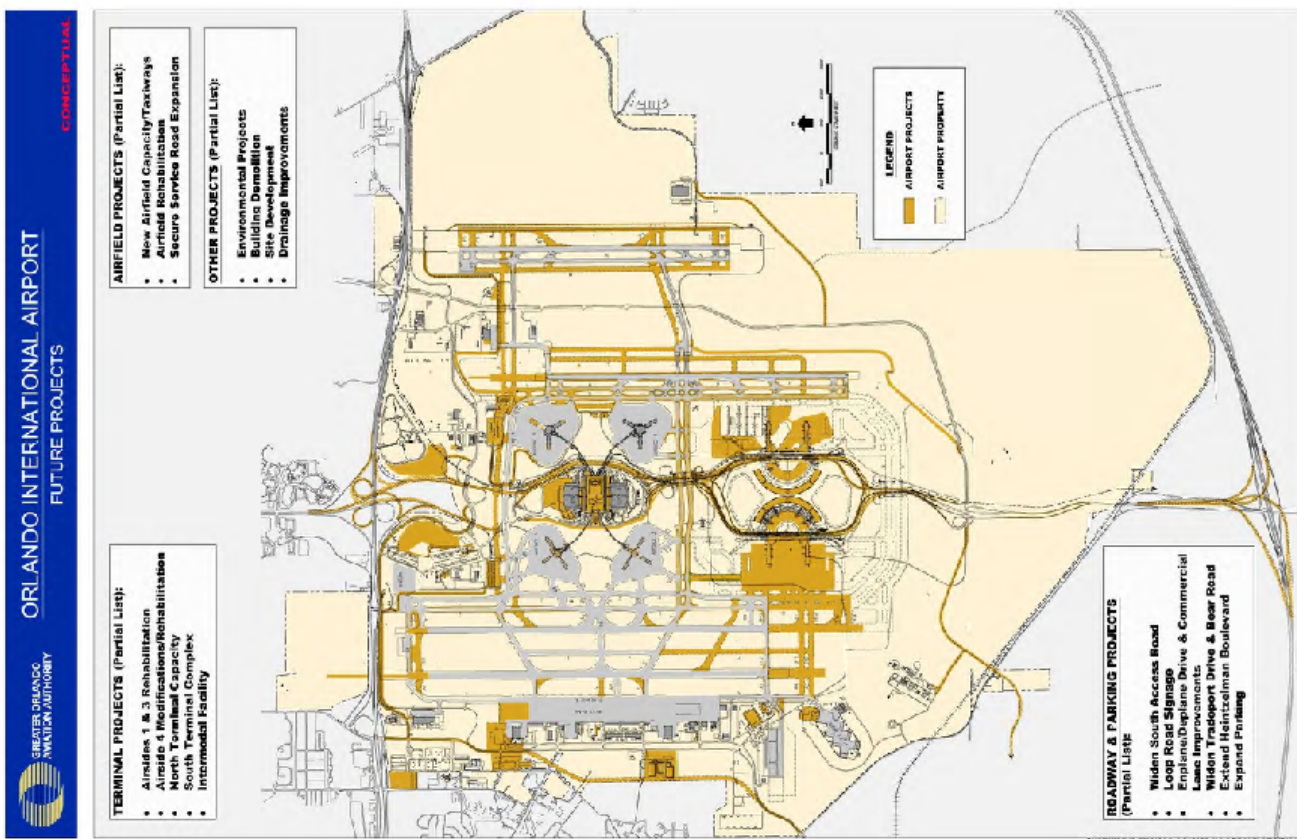 GREATER ORLANDO
AVIATION AUTHORITY
ORLANDO INTERNATIONAL AIRPORT
FUTURE PROJECTS
CONCEPTUAL
TERMINAL PROJECTS (Partial List):
• Airsides 1 & 3 Rehabilitation
• Airside 4 Modifications/Rehabilitation
• North Terminal Capacity
• South Terminal Complex
• Intermodal Facility
AIRFIELD PROJECTS (Partial List):
• New Airfield Capacity/Taxiways
• Airfield Rehabilitation
• Secure Service Road Expansion
OTHER PROJECTS (Partial List):
• Environmental Projects
• Building Demolition
• Site Development
• Drainage Improvements
ROADWAY & PARKING PROJECTS
(Partial List):
• Widen South Access Road
• Loop Road Signage
• Enplane/Deplane Drive & Commercial
Lane Improvements
• Widen Tradeport Drive & Bear Road
• Extend Heintzelman Boulevard
• Expand Parking
LEGEND
AIRPORT PROJECTS
AIRPORT PROPERTY